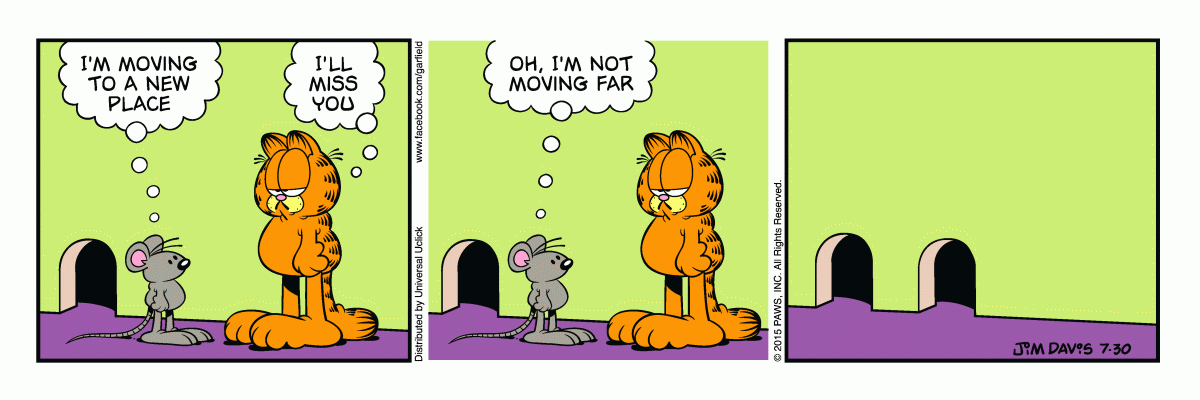 I'M MOVING
TO A NEW
PLACE
I'LL
MISS
YOU
www.facebook.com/garfield
Distributed by Universal Uclick
OH, I'M NOT
MOVING FAR
© 2015 PAWS, INC. All Rights Reserved.
JIM DAVIS 7·30